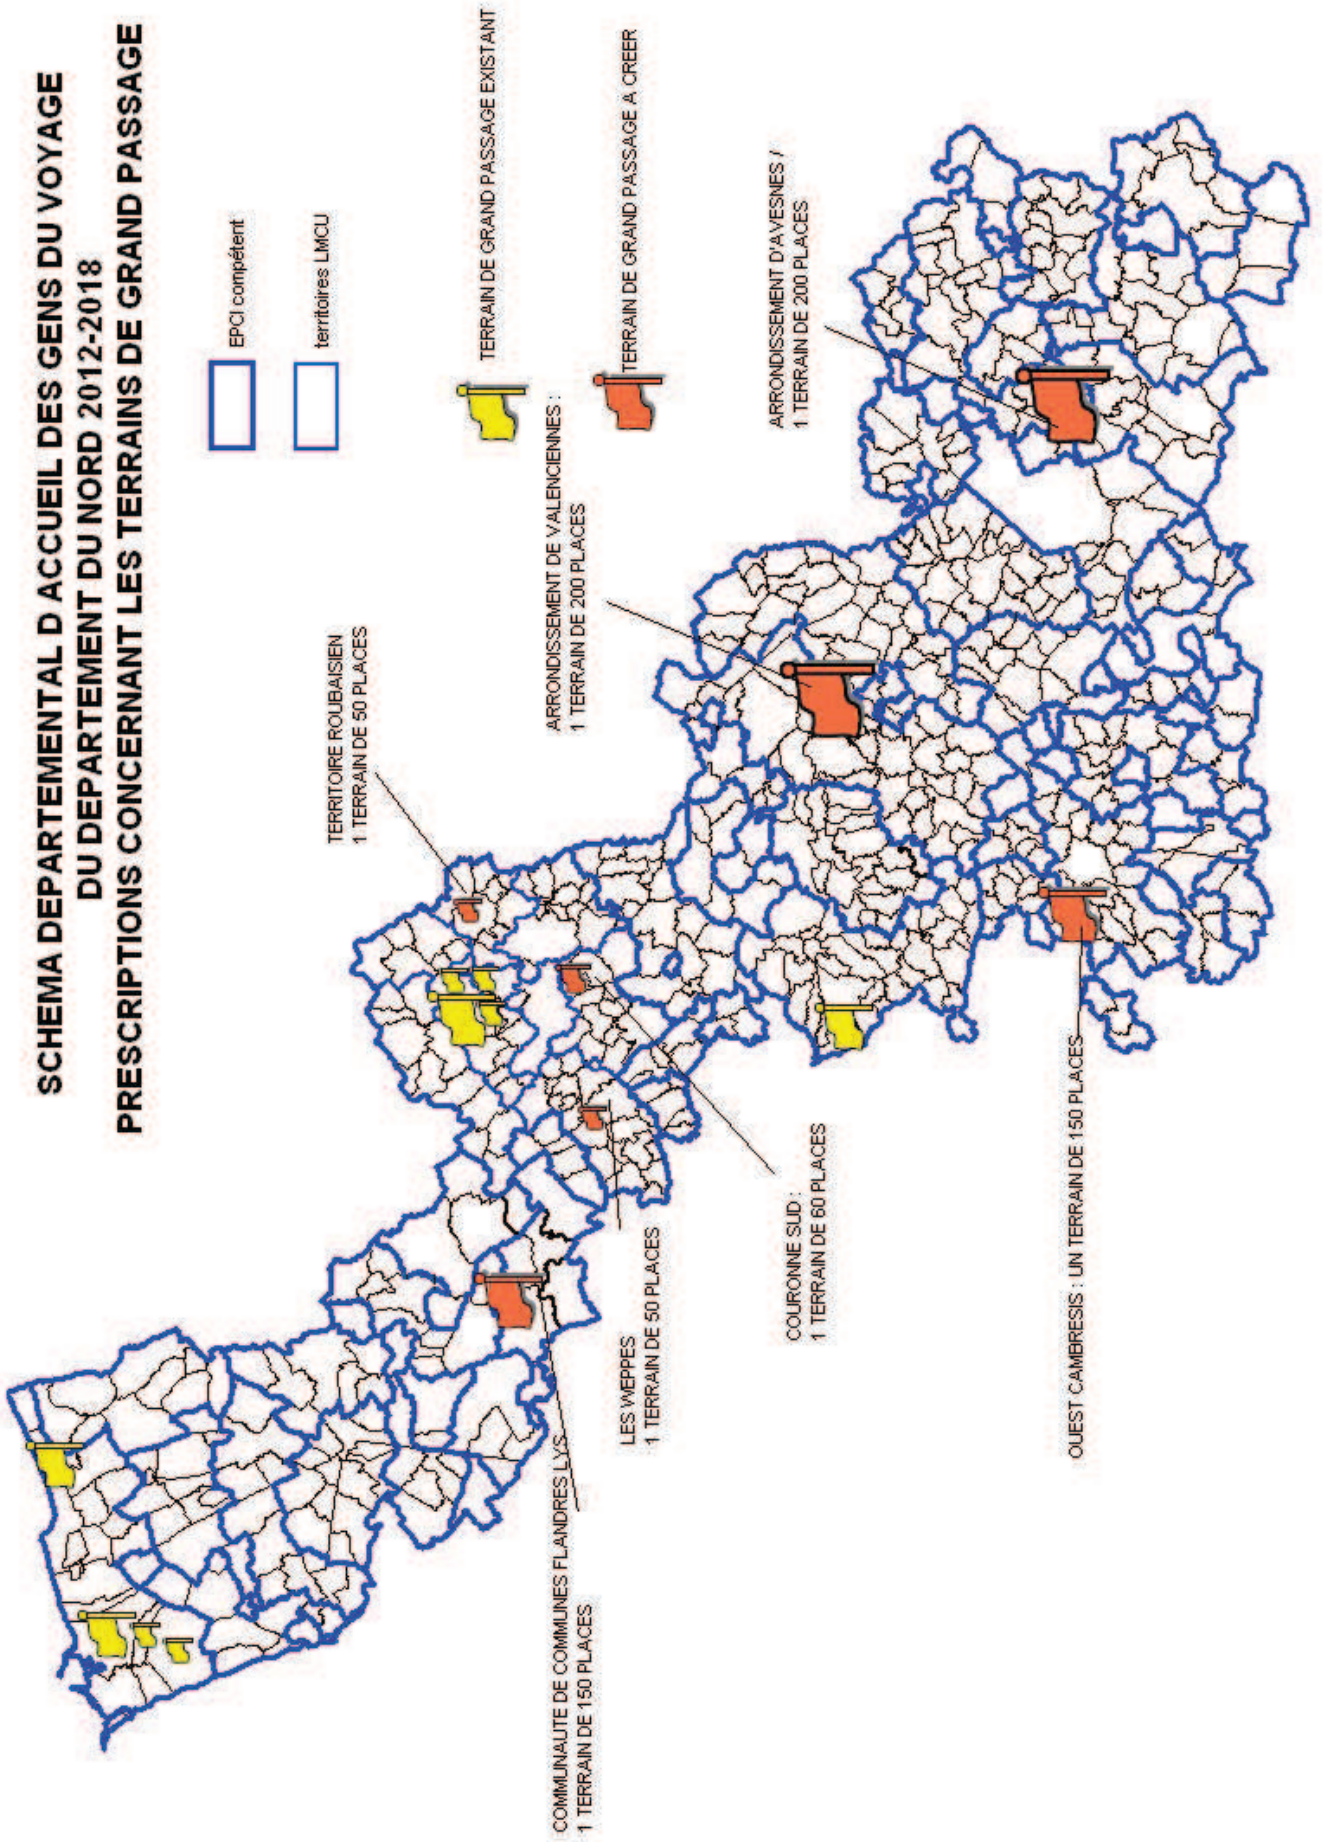 SCHEMA DEPARTEMENTAL D ACCUEIL DES GENS DU VOYAGE
DU DEPARTEMENT DU NORD 2012-2018
PRESCRIPTIONS CONCERNANT LES TERRAINS DE GRAND PASSAGE
EPCI compétent
territoires LMCU
TERRAIN DE GRAND PASSAGE EXISTANT
TERRAIN DE GRAND PASSAGE A CREER
TERRITOIRE ROUBAISIEN
1 TERRAIN DE 50 PLACES
ARRONDISSEMENT DE VALENCIENNES :
1 TERRAIN DE 200 PLACES
ARRONDISSEMENT D'AVESNES /
1 TERRAIN DE 200 PLACES
COMMUNAUTE DE COMMUNES FLANDRES LYS
1 TERRAIN DE 150 PLACES
LES WEPPES
1 TERRAIN DE 50 PLACES
COURONNE SUD :
1 TERRAIN DE 60 PLACES
OUEST CAMBRESIS : UN TERRAIN DE 150 PLACES